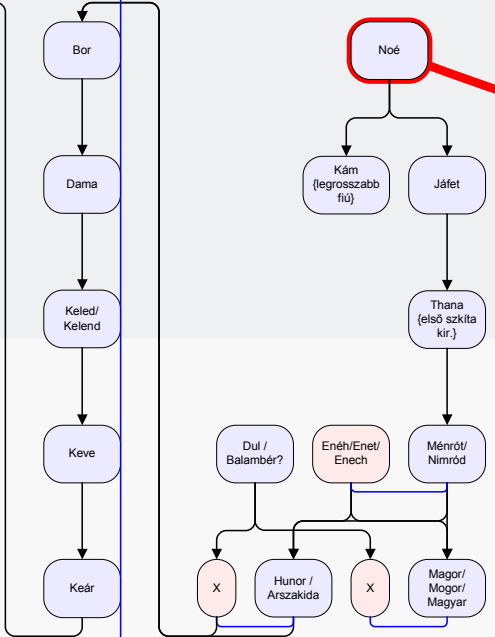 Bor
Noé
Dama
Kám
{legrosszabb
fiú}
Jáfet
Keled/
Kelend
Thana
{első szkíta
kir.}
Keve
Dul /
Balambér?
Enéh/Enet/
Enech
Ménrót/
Nimród
Keár
X
Hunor /
Arszakida
X
Magor/
Mogor/
Magyar